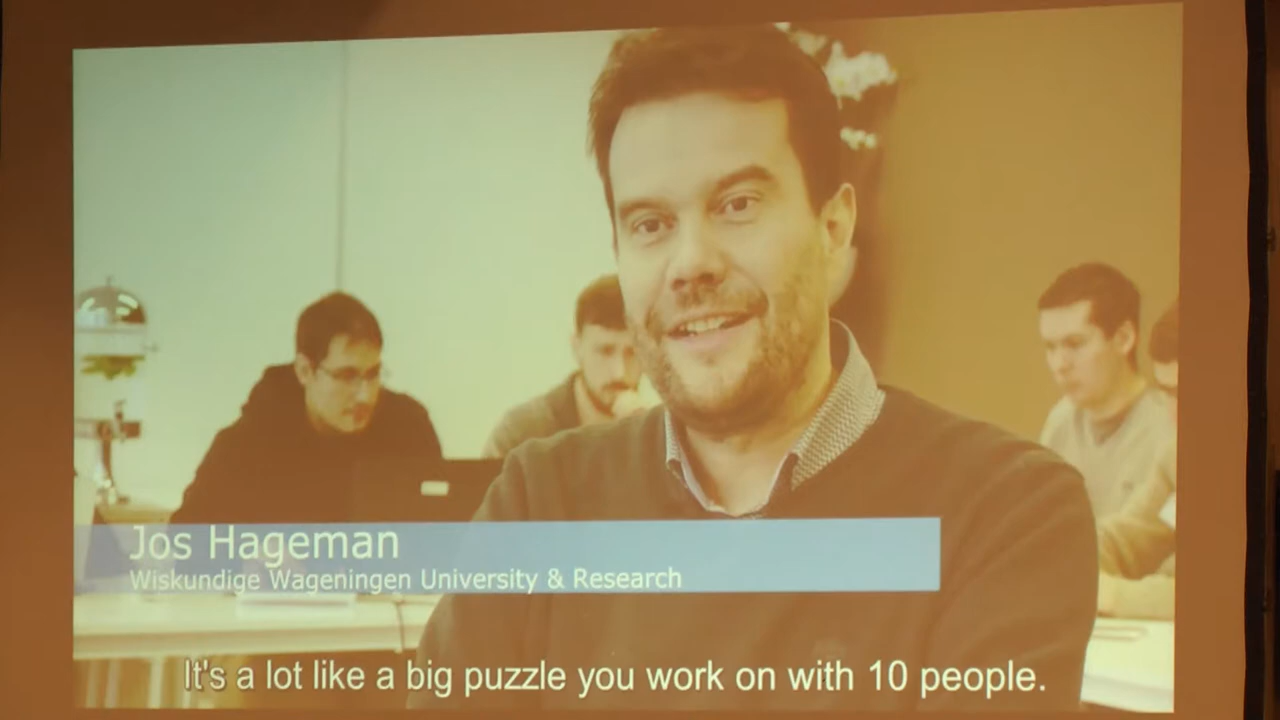 Jos Hageman
Wiskundige Wageningen University & Research
It's a lot like a big puzzle you work on with 10 people.